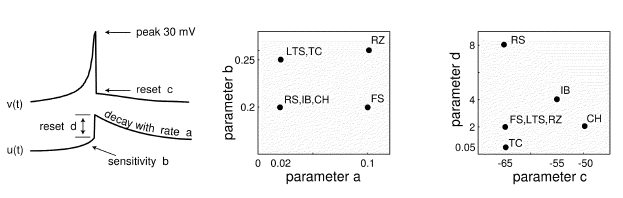 peak 30 mV
reset c
v(t)
reset d
decay with rate a
u(t)
sensitivity b
parameter b
0.25
0.2
LTS,TC
RZ
RS,IB,CH
FS
0
0.02
0.1
parameter a
parameter d
8
4
2
0.05
RS
IB
FS,LTS,RZ
CH
TC
-65
-55
-50
parameter c